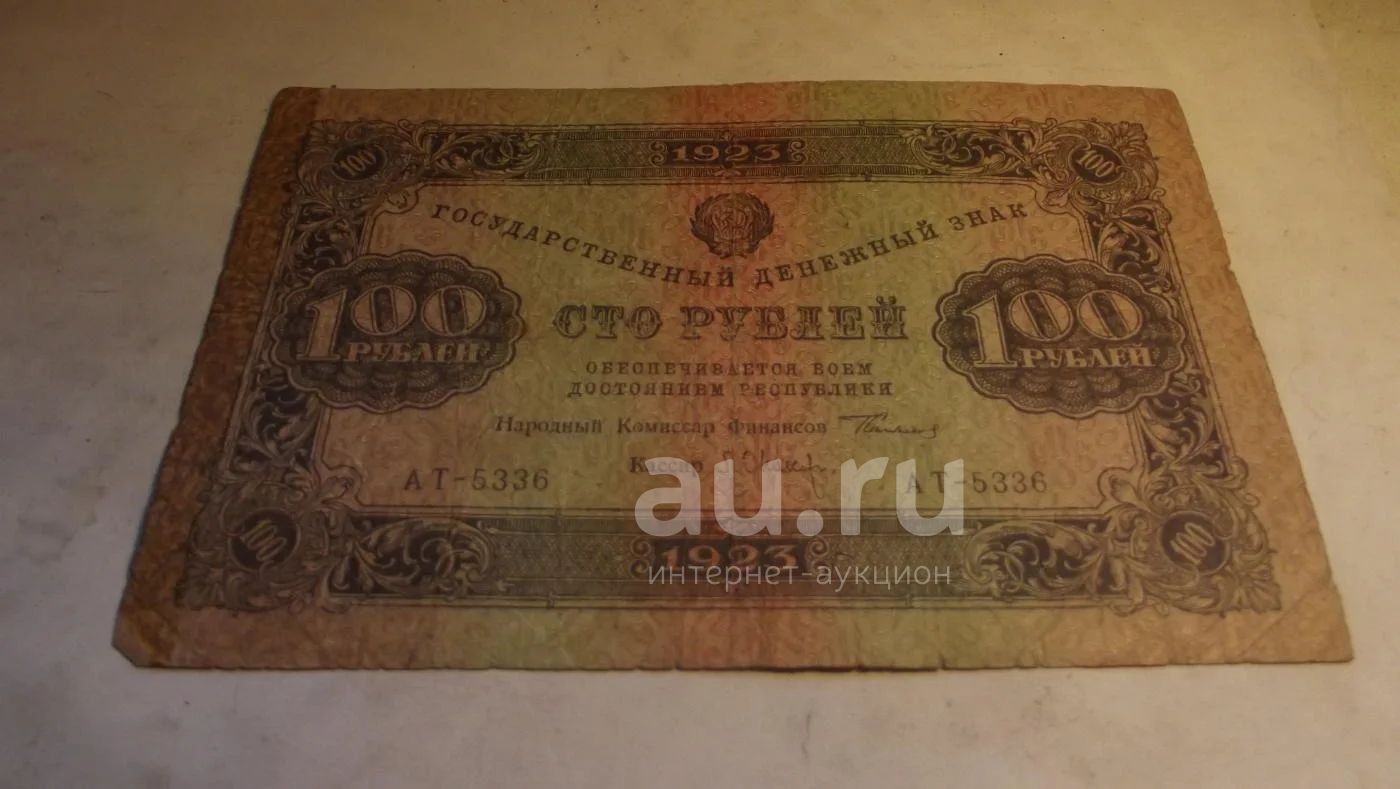 100 1923 100
ГОСУДАРСТВЕННЫЙ ДЕНЕЖНЫЙ ЗНАК
100 РУБЛЕЙ
СТО РУБЛЕЙ
100 РУБЛЕЙ
ОБЕСПЕЧИВАЕТСЯ ВСЕМ
ДОСТОЯНИЕМ РЕСПУБЛИКИ
Народный Комиссар Финансов
Кассир
АТ-5336 АТ-5336
au.ru
100 1923 100
интернет-аукцион